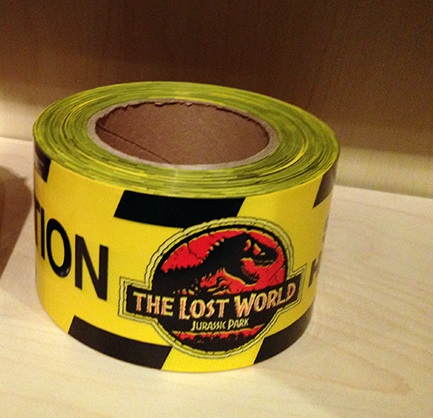 TION
THE LOST WORLD
JURASSIC PARK